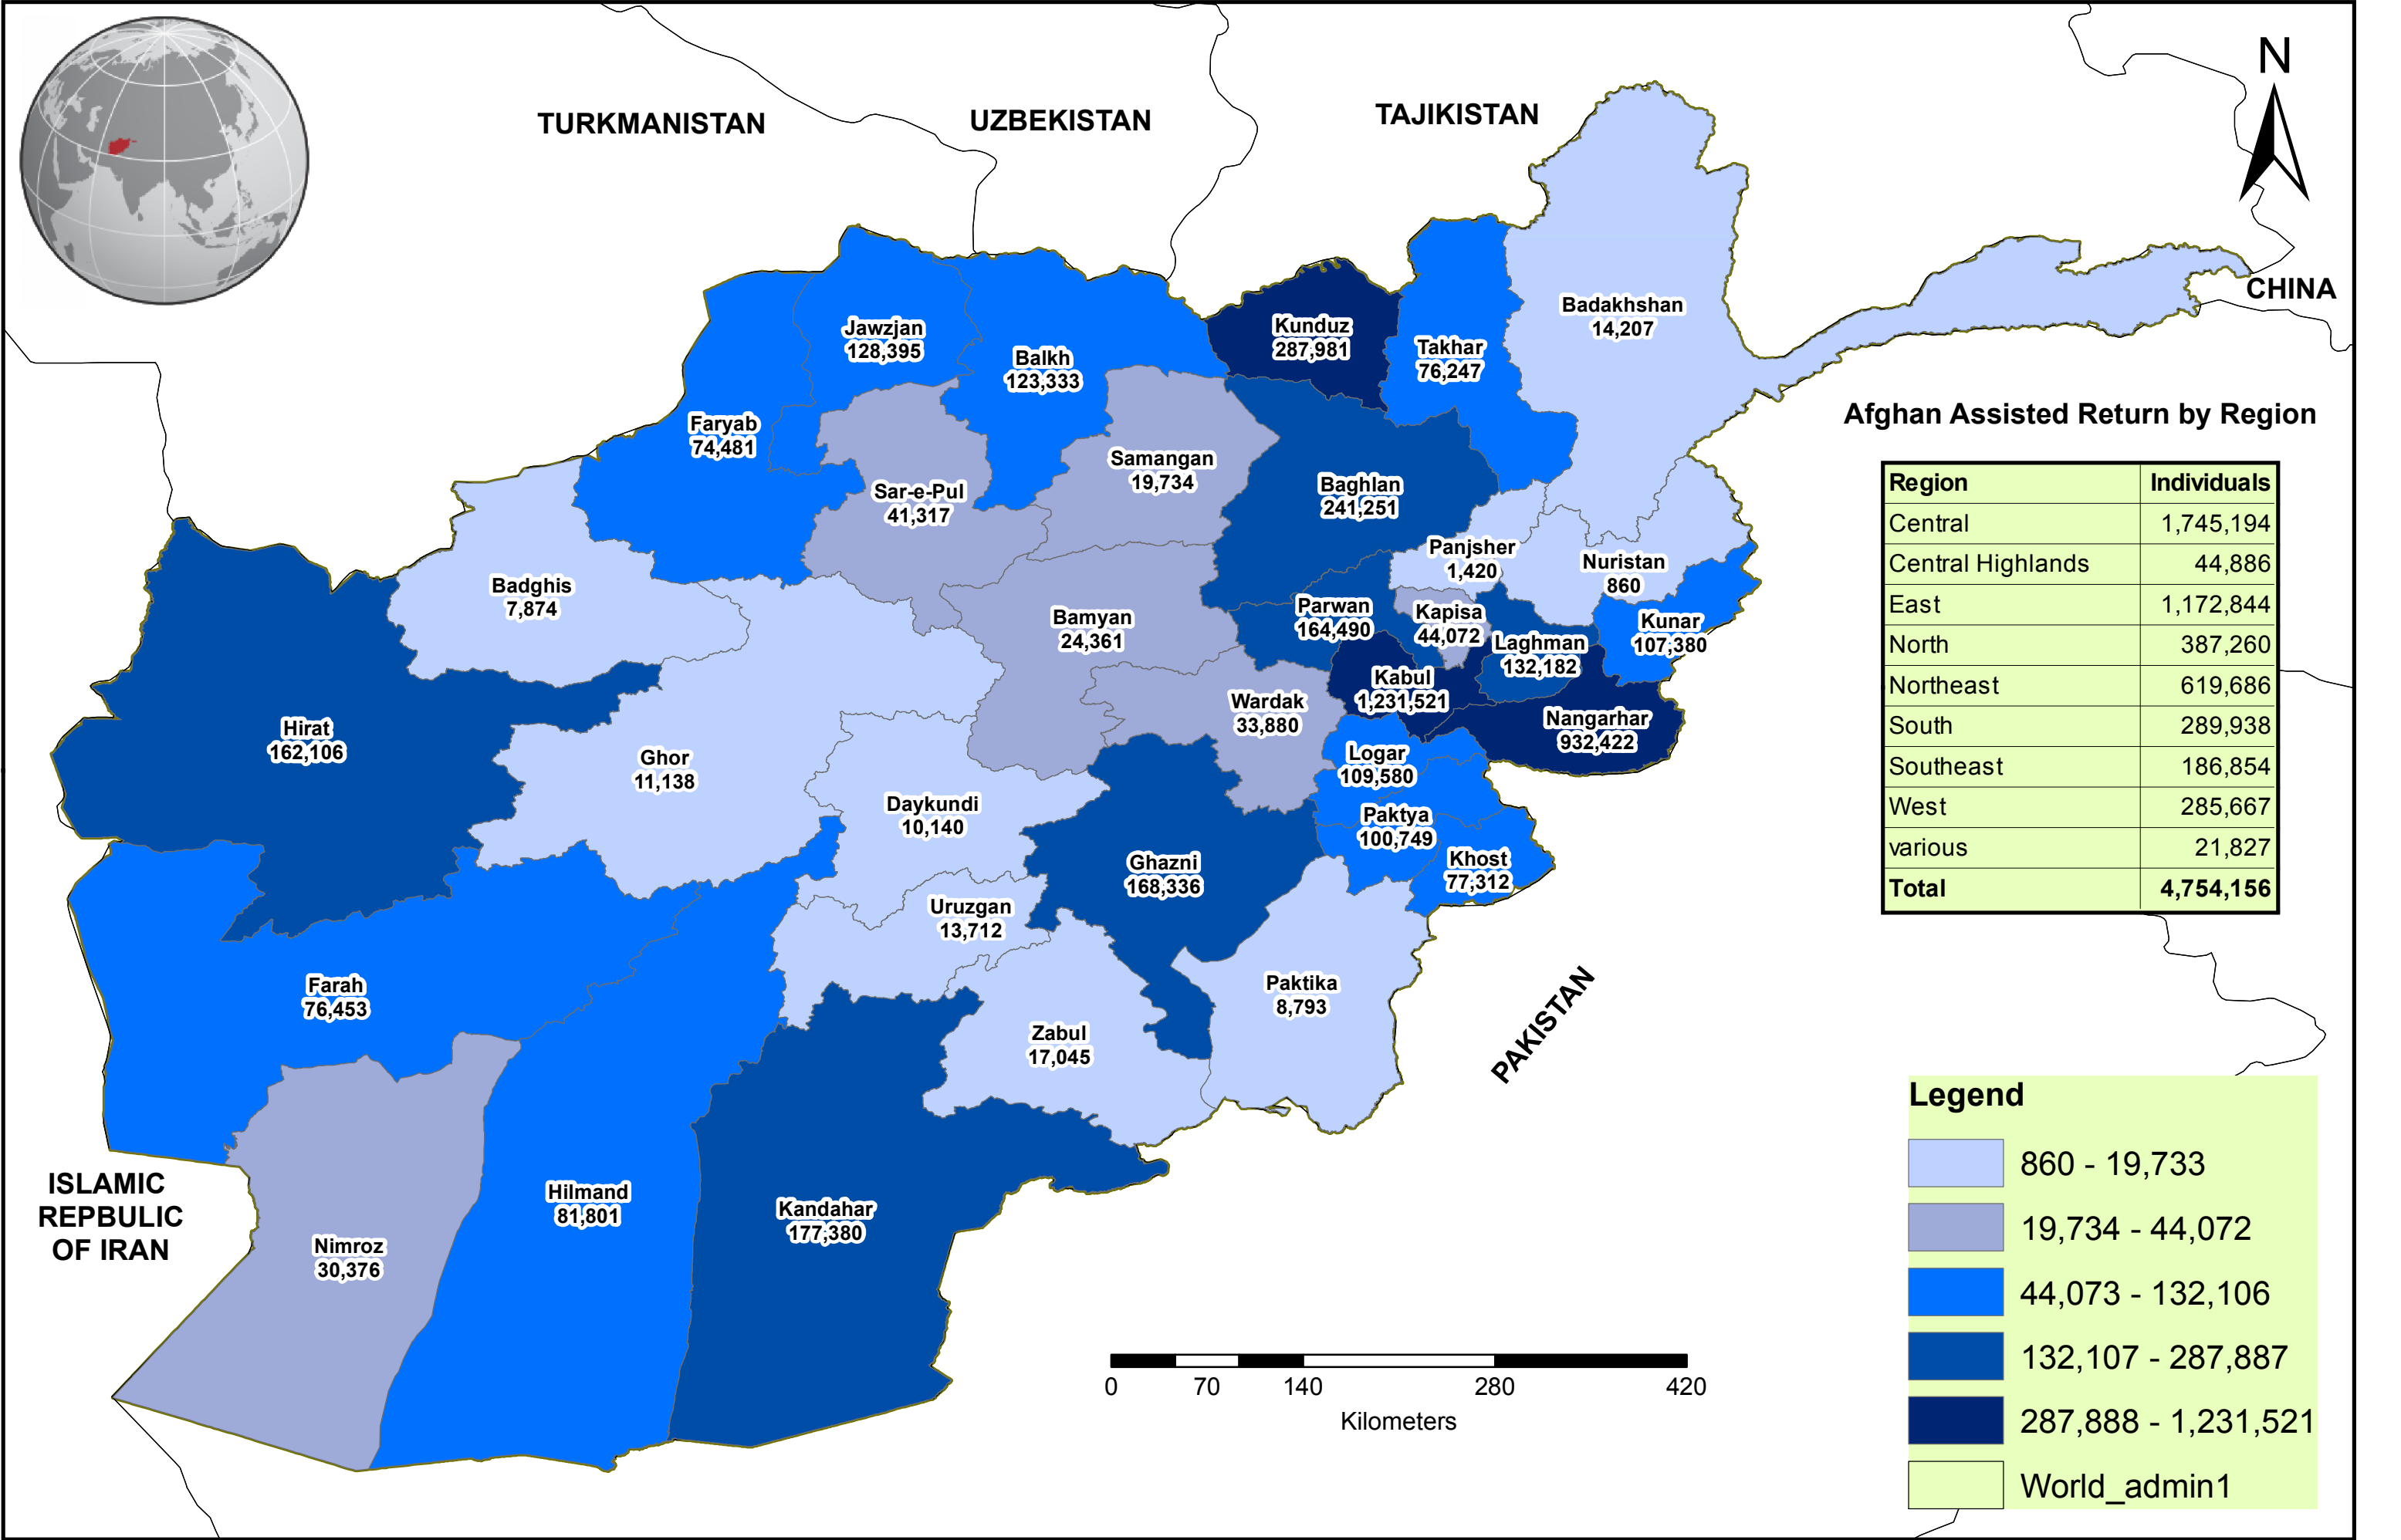 N
TURKMANISTAN
UZBEKISTAN
TAJIKISTAN
CHINA
PAKISTAN
ISLAMIC
REPBULIC
OF IRAN
Badakhshan
14,207
Kunduz
287,981
Takhar
76,247
Jawzjan
128,395
Balkh
123,333
Faryab
74,481
Samangan
19,734
Sar-e-Pul
41,317
Baghlan
241,251
Panjsher
1,420
Nuristan
860
Badghis
7,874
Bamyan
24,361
Parwan
164,490
Kapisa
44,072
Kunar
107,380
Laghman
132,182
Kabul
1,231,521
Wardak
33,880
Nangarhar
932,422
Hirat
162,106
Ghor
11,138
Logar
109,580
Daykundi
10,140
Paktya
100,749
Ghazni
168,336
Khost
77,312
Uruzgan
13,712
Farah
76,453
Paktika
8,793
Zabul
17,045
Hilmand
81,801
Kandahar
177,380
Nimroz
30,376
Afghan Assisted Return by Region
Region Individuals
Central 1,745,194
Central Highlands 44,886
East 1,172,844
North 387,260
Northeast 619,686
South 289,938
Southeast 186,854
West 285,667
various 21,827
Total 4,754,156
Legend
860 - 19,733
19,734 - 44,072
44,073 - 132,106
132,107 - 287,887
287,888 - 1,231,521
World_admin1
0 70 140 280 420
Kilometers